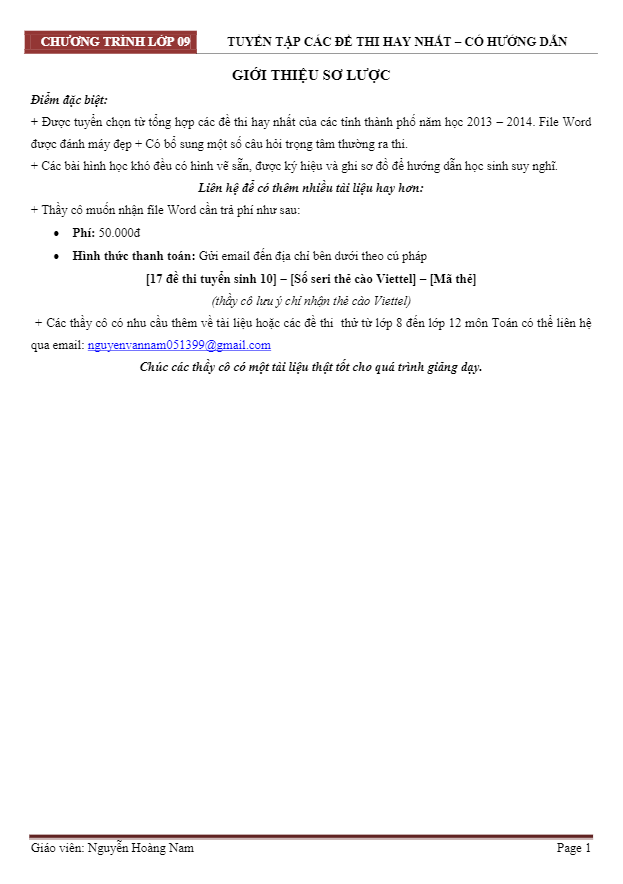 CHƯƠNG TRÌNH LỚP 09 TUYỂN TẬP CÁC ĐỀ THI HAY NHẤT – CÓ HƯỚNG DẪN
GIỚI THIỆU SƠ LƯỢC
Điểm đặc biệt:
+ Được tuyển chọn từ tổng hợp các đề thi hay nhất của các tỉnh thành phố năm học 2013 – 2014. File Word
được đánh máy đẹp + Có bổ sung một số câu hỏi trọng tâm thường ra thi.
+ Các bài hình học khó đều có hình vẽ sẵn, được ký hiệu và ghi sơ đồ để hướng dẫn học sinh suy nghĩ.
Liên hệ để có thêm nhiều tài liệu hay hơn:
+ Thầy cô muốn nhận file Word cần trả phí như sau:
• Phí: 50.000đ
• Hình thức thanh toán: Gửi email đến địa chỉ bên dưới theo cú pháp
[17 đề thi tuyển sinh 10] – [Số seri thẻ cào Viettel] – [Mã thẻ]
(thầy cô lưu ý chỉ nhận thẻ cào Viettel)
+ Các thầy cô có nhu cầu thêm về tài liệu hoặc các đề thi thử từ lớp 8 đến lớp 12 môn Toán có thể liên hệ
qua email: nguyenvannam051399@gmail.com
Chúc các thầy cô có một tài liệu thật tốt cho quá trình giảng dạy.
Giáo viên: Nguyễn Hoàng Nam Page 1